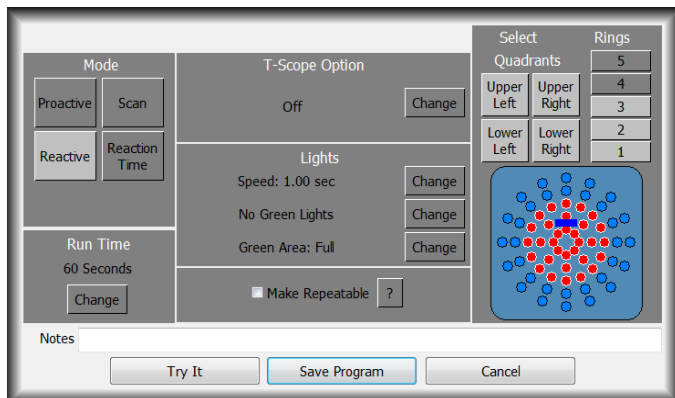 Mode
Proactive
Scan
Reactive
Reaction
Time
Run Time
60 Seconds
Change
T-Scope Option
Off
Change
Lights
Speed: 1.00 sec
Change
No Green Lights
Change
Green Area: Full
Change
Make Repeatable
?
Select
Quadrants
Upper
Left
Upper
Right
Lower
Left
Lower
Right
Rings
5
4
3
2
1
Notes
Try It
Save Program
Cancel